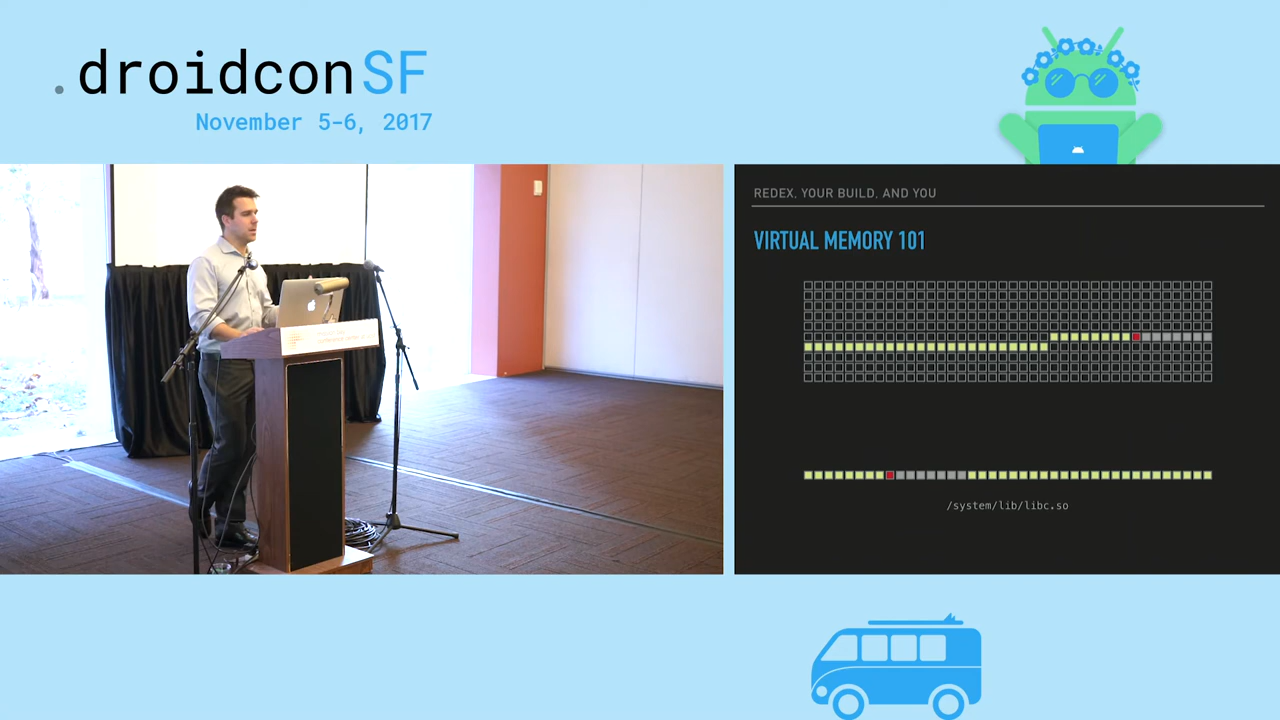 .droidconSF
November 5-6, 2017
REDEX, YOUR BUILD, AND YOU
VIRTUAL MEMORY 101
/system/lib/libc.so